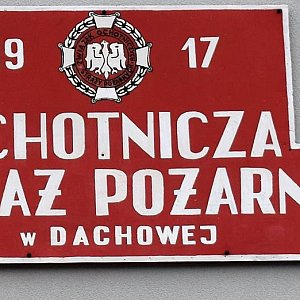 9 17
CHOTNICZA
AŻ POŻARN
W DACHOWEJ